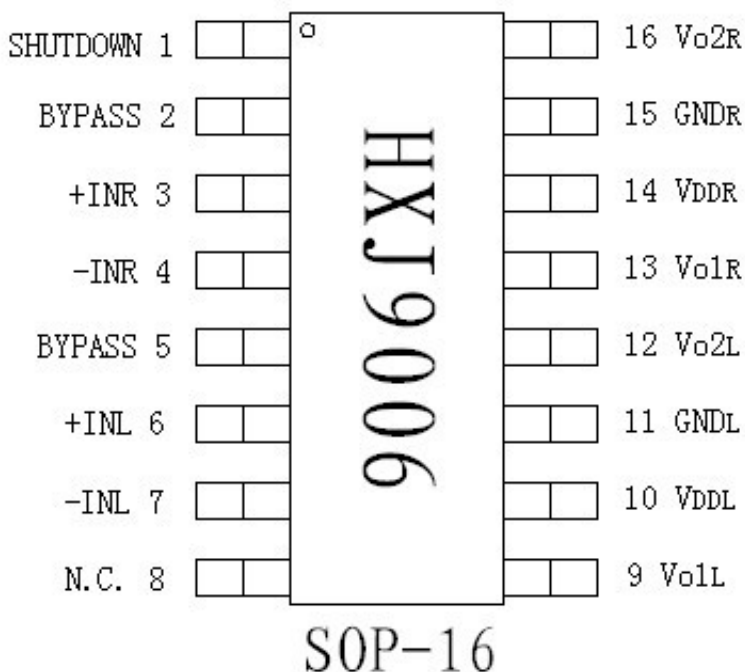 SHUTDOWN 1
BYPASS 2
+INR 3
-INR 4
BYPASS 5
+INL 6
-INL 7
N.C. 8
HXJ9006
16 Vo2R
15 GNDR
14 VDDR
13 Vo1R
12 Vo2L
11 GNDL
10 VDDL
9 Vo1L
SOP-16